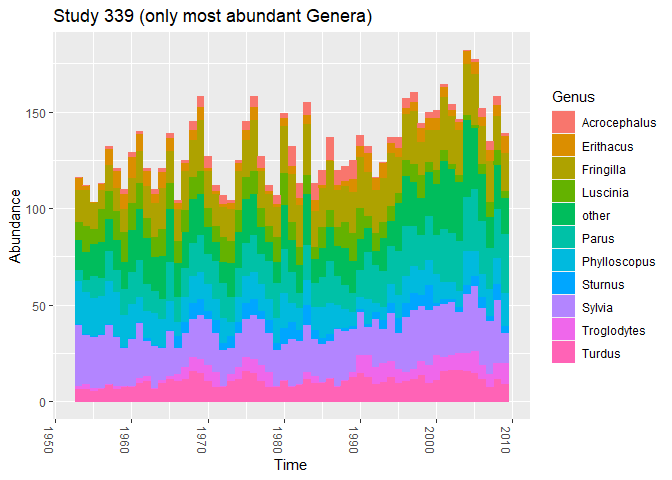 Study 339 (only most abundant Genera)
Abundance
150
100
50
0
1950
1960
1970
1980
1990
2000
2010
Time
Genus
Acrocephalus
Erithacus
Fringilla
Luscinia
other
Parus
Phylloscopus
Sturnus
Sylvia
Troglodytes
Turdus